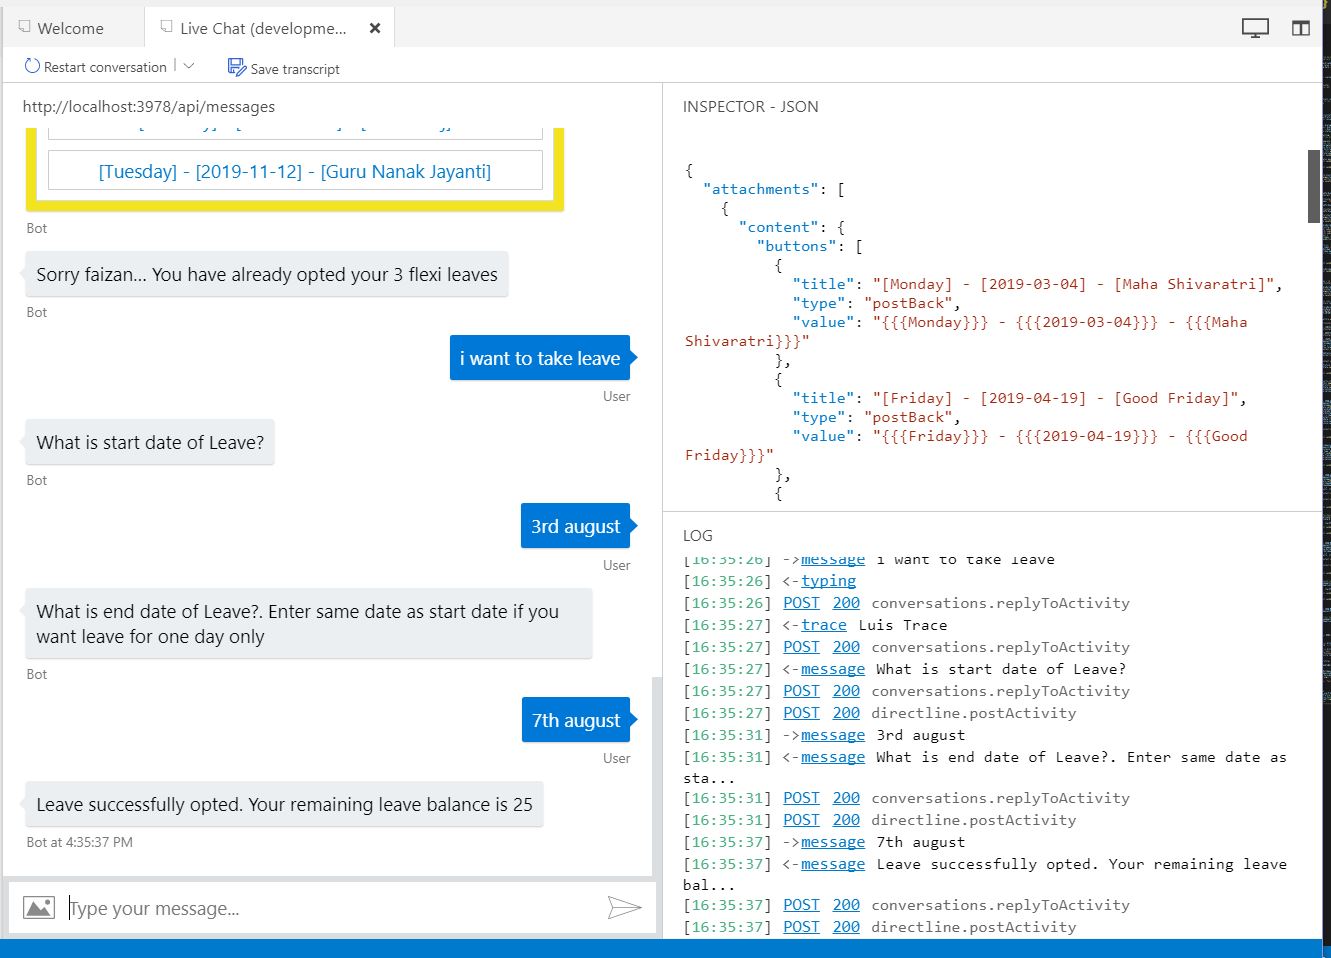 Welcome
Live Chat (developme...
Restart conversation
Save transcript
http://localhost:3978/api/messages
[Tuesday] - [2019-11-12] - [Guru Nanak Jayanti]
Bot
Sorry faizan... You have already opted your 3 flexi leaves
Bot
i want to take leave
User
What is start date of Leave?
Bot
3rd august
User
What is end date of Leave?. Enter same date as start date if you
want leave for one day only
Bot
7th august
User
Leave successfully opted. Your remaining leave balance is 25
Bot at 4:35:37 PM
Type your message...
INSPECTOR - JSON
{
"attachments": [
{
"content": {
"buttons": [
{
"title": "[Monday] - [2019-03-04] - [Maha Shivaratri]",
"type": "postBack",
"value": "{{{Monday}}} - {{{2019-03-04}}} - {{{Maha
Shivaratri}}}"
},
{
"title": "[Friday] - [2019-04-19] - [Good Friday]",
"type": "postBack",
"value": "{{{Friday}}} - {{{2019-04-19}}} - {{{Good
Friday}}}"
},
{
LOG
[16:35:26] ->message i want to take leave
[16:35:26] <-typing
[16:35:26] POST 200 conversations.replyToActivity
[16:35:27] <-trace Luis Trace
[16:35:27] POST 200 conversations.replyToActivity
[16:35:27] <-message What is start date of Leave?
[16:35:27] POST 200 conversations.replyToActivity
[16:35:27] POST 200 directline.postActivity
[16:35:31] ->message 3rd august
[16:35:31] <-message What is end date of Leave?. Enter same date as
sta...
[16:35:31] POST 200 conversations.replyToActivity
[16:35:31] POST 200 directline.postActivity
[16:35:37] ->message 7th august
[16:35:37] <-message Leave successfully opted. Your remaining leave
bal...
[16:35:37] POST 200 conversations.replyToActivity
[16:35:37] POST 200 directline.postActivity